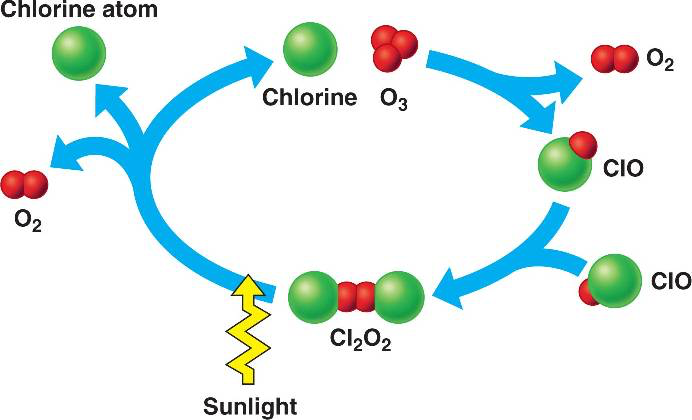 Chlorine atom
Chlorine
O₃
O₂
ClO
ClO
Cl₂O₂
Sunlight
O₂